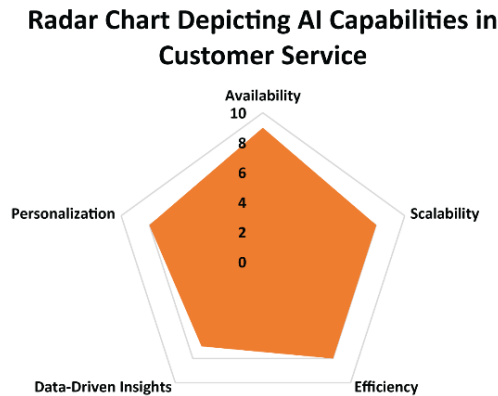 Radar Chart Depicting AI Capabilities in
Customer Service
Availability
10
8
6
4
2
0
Personalization
Scalability
Data-Driven Insights
Efficiency